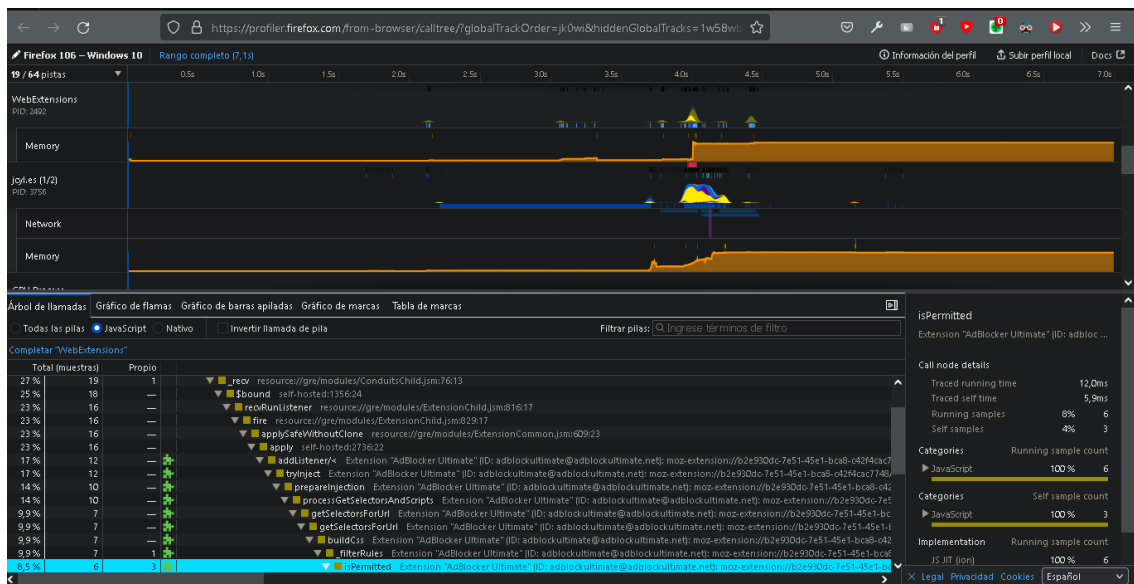 https://profiler.firefox.com/from-browser/calltree/?globalTrackOrder=jk0wi&hiddenGlobalTracks=1w58wb
Firefox 106 – Windows 10 Rango completo (7,1s) Información del perfil Subir perfil local Docs
19 / 64 pistas 0.5s 1.0s 1.5s 2.0s 2.5s 3.0s 3.5s 4.0s 4.5s 5.0s 5.5s 6.0s 6.5s 7.0s
WebExtensions
PID: 2492
Memory
jcyl.es (1/2)
PID: 3756
Network
Memory
Árbol de llamadas Gráfico de flamas Gráfico de barras apiladas Gráfico de marcas Tabla de marcas
Todas las pilas JavaScript Nativo Invertir llamada de pila Filtrar pilas: Ingrese términos de filtro
Completar "WebExtensions"
Total (muestras) Propio
27 % 19 1 _recv resource://gre/modules/ConduitsChild.jsm:76:13
25 % 18 — $bound self-hosted:1356:24
23 % 16 — recvRunListener resource://gre/modules/ExtensionChild.jsm:816:17
23 % 16 — fire resource://gre/modules/ExtensionChild.jsm:829:17
23 % 16 — applySafeWithoutClone resource://gre/modules/ExtensionCommon.jsm:609:23
23 % 16 — apply self-hosted:2736:22
17 % 12 — addListener/< Extension "AdBlocker Ultimate" (ID: adblockultimate@adblockultimate.net): moz-extension://b2e930dc-7e51-45e1-bca8-c42f4cac7
17 % 12 — tryInject Extension "AdBlocker Ultimate" (ID: adblockultimate@adblockultimate.net): moz-extension://b2e930dc-7e51-45e1-bca8-c42f4cac7748/
14 % 10 — prepareInjection Extension "AdBlocker Ultimate" (ID: adblockultimate@adblockultimate.net): moz-extension://b2e930dc-7e51-45e1-bca8-c42
14 % 10 — processGetSelectorsAndScripts Extension "AdBlocker Ultimate" (ID: adblockultimate@adblockultimate.net): moz-extension://b2e930dc-7e5
9,9 % 7 — getSelectorsForUrl Extension "AdBlocker Ultimate" (ID: adblockultimate@adblockultimate.net): moz-extension://b2e930dc-7e51-45e1-bc
9,9 % 7 — getSelectorsForUrl Extension "AdBlocker Ultimate" (ID: adblockultimate@adblockultimate.net): moz-extension://b2e930dc-7e51-45e1-b
9,9 % 7 — buildCss Extension "AdBlocker Ultimate" (ID: adblockultimate@adblockultimate.net): moz-extension://b2e930dc-7e51-45e1-bca8-c42
9,9 % 7 1 _filterRules Extension "AdBlocker Ultimate" (ID: adblockultimate@adblockultimate.net): moz-extension://b2e930dc-7e51-45e1-bca8
8,5 % 6 3 isPermitted Extension "AdBlocker Ultimate" (ID: adblockultimate@adblockultimate.net): moz-extension://b2e930dc-7e51-45e1-bca8-
isPermitted
Extension "AdBlocker Ultimate" (ID: adbloc ...
Call node details
Traced running time 12,0ms
Traced self time 5,9ms
Running samples 8% 6
Self samples 4% 3
Categories Running sample count
JavaScript 100 % 6
Categories Self sample count
JavaScript 100 % 3
Implementation Running sample count
JS JIT (ion) 100 % 6
Legal Privacidad Cookies Español